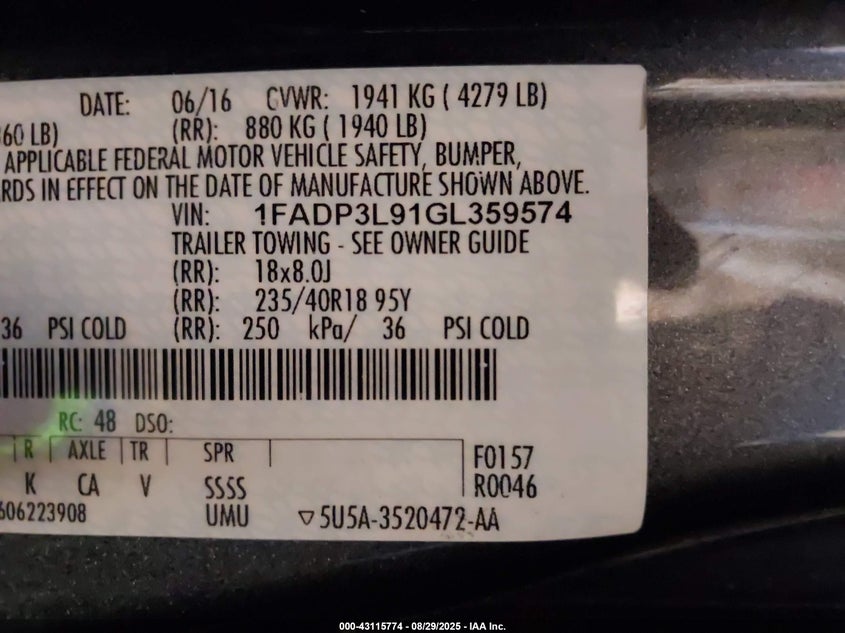 DATE: 06/16 GVWR: 1941 KG ( 4279 LB)
LB) (RR): 880 KG ( 1940 LB)
APPLICABLE FEDERAL MOTOR VEHICLE SAFETY, BUMPER,
RDS IN EFFECT ON THE DATE OF MANUFACTURE SHOWN ABOVE.
VIN: 1FADP3L91GL359574
TRAILER TOWING - SEE OWNER GUIDE
(RR): 18x8.0J
(RR): 235/40R18 95Y
36 PSI COLD (RR): 250 kPa/ 36 PSI COLD
RC: 48 DSO:
R AXLE TR SPR F0157
K CA V SSSS R0046
606223908 UMU ▽5U5A-3520472-AA
000-43115774 - 08/29/2025 - IAA Inc.